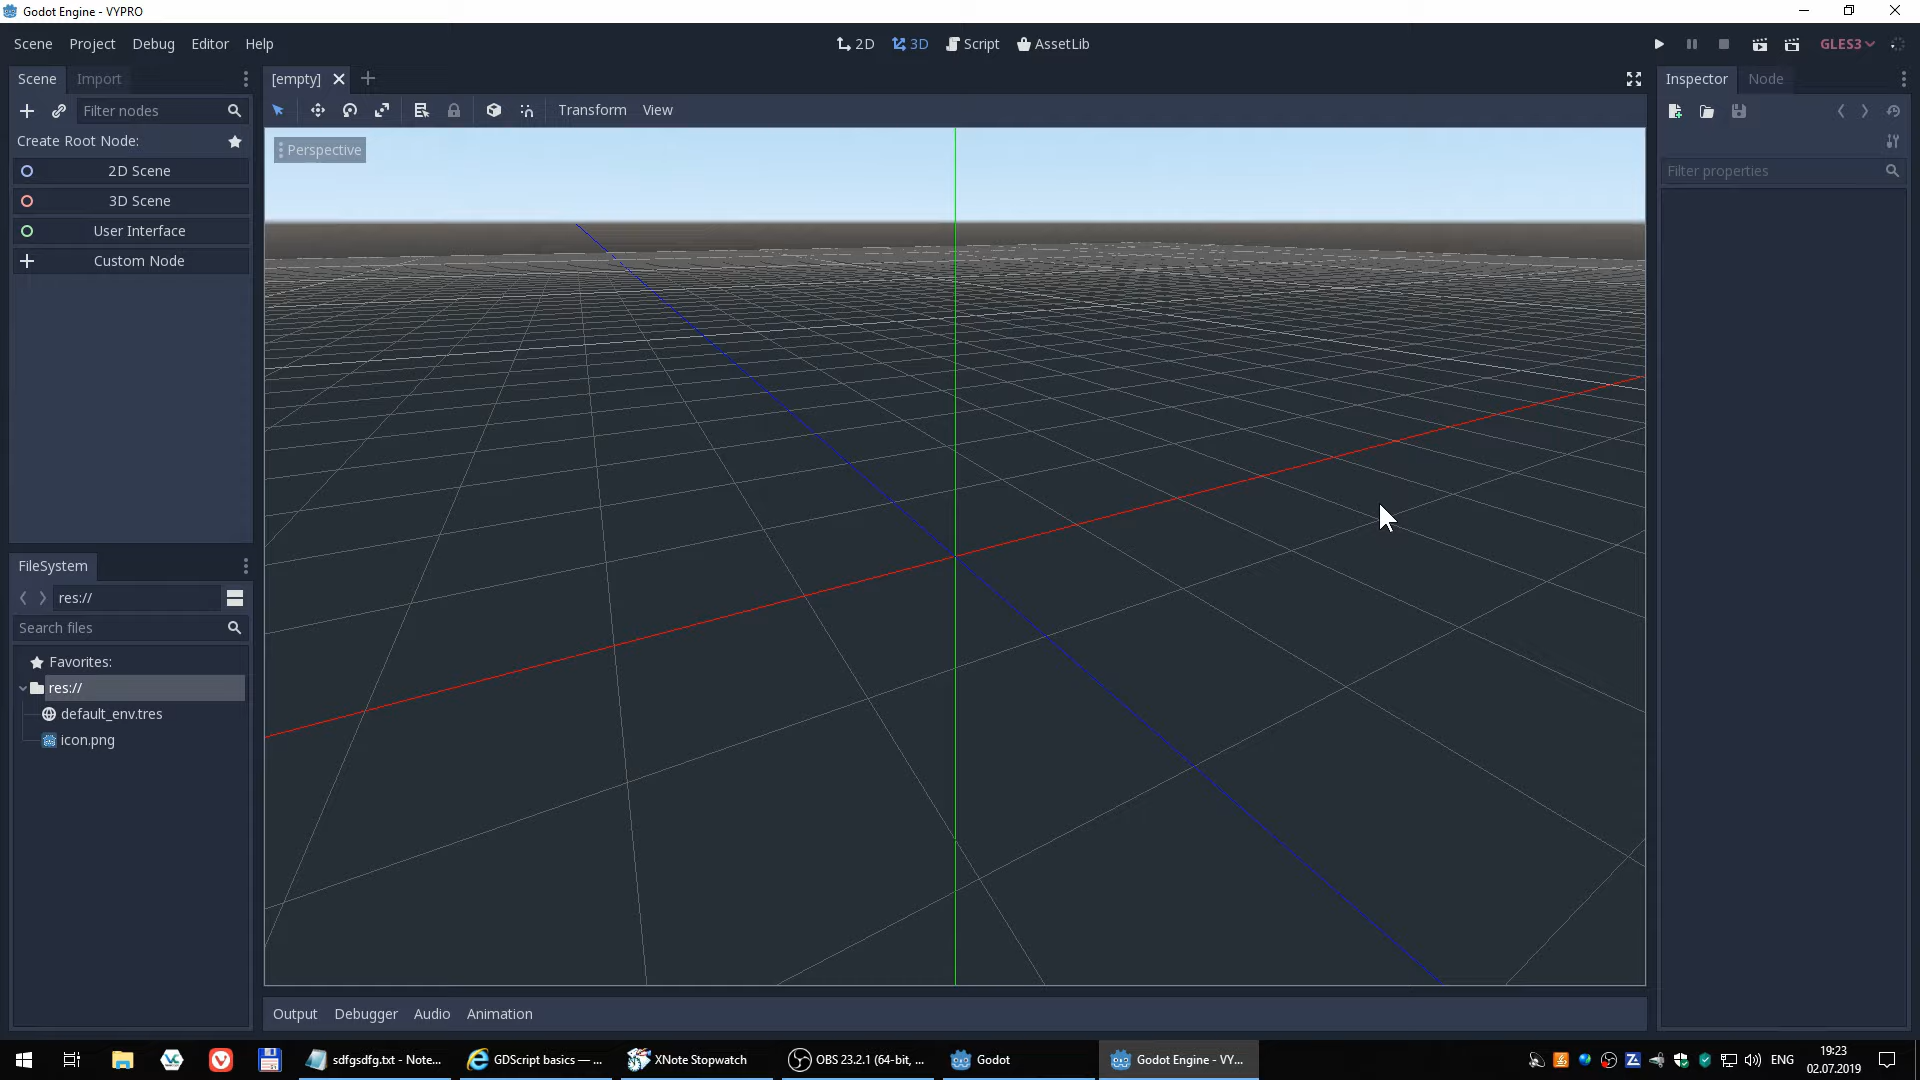 Godot Engine - VYPRO
Scene Project Debug Editor Help
2D 3D Script AssetLib
GLES3
Scene Import
[empty]
Inspector Node
Filter nodes
Transform View
Create Root Node:
Perspective
2D Scene
Filter properties
3D Scene
User Interface
Custom Node
FileSystem
res://
Search files
Favorites:
res://
default_env.tres
icon.png
Output Debugger Audio Animation
sdfgsdfg.txt - Note...
GDScript basics — ...
XNote Stopwatch
OBS 23.2.1 (64-bit, ...
Godot
Godot Engine - VY...
ENG
19:23
02.07.2019